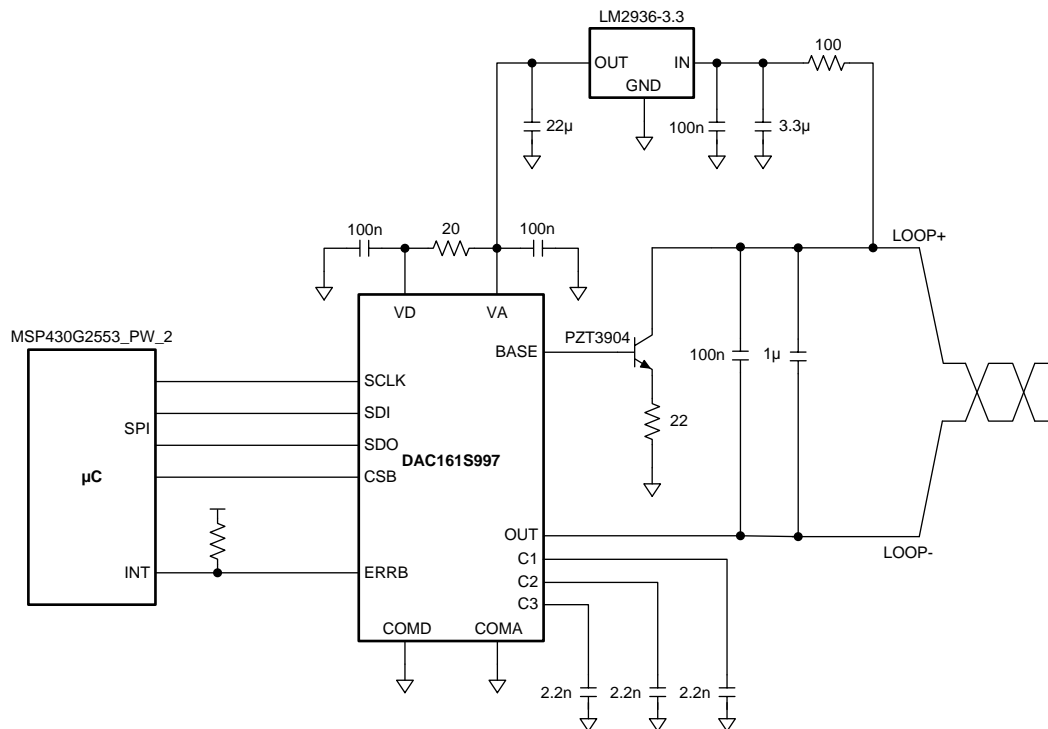 LM2936-3.3
100
OUT
IN
GND
22µ
100n
3.3µ
100n
20
100n
LOOP+
VD
VA
MSP430G2553_PW_2
BASE
PZT3904
100n
1µ
SCLK
SDI
SPI
SDO
22
DAC161S997
µC
CSB
OUT
LOOP-
C1
INT
ERRB
C2
C3
COMD
COMA
2.2n
2.2n
2.2n